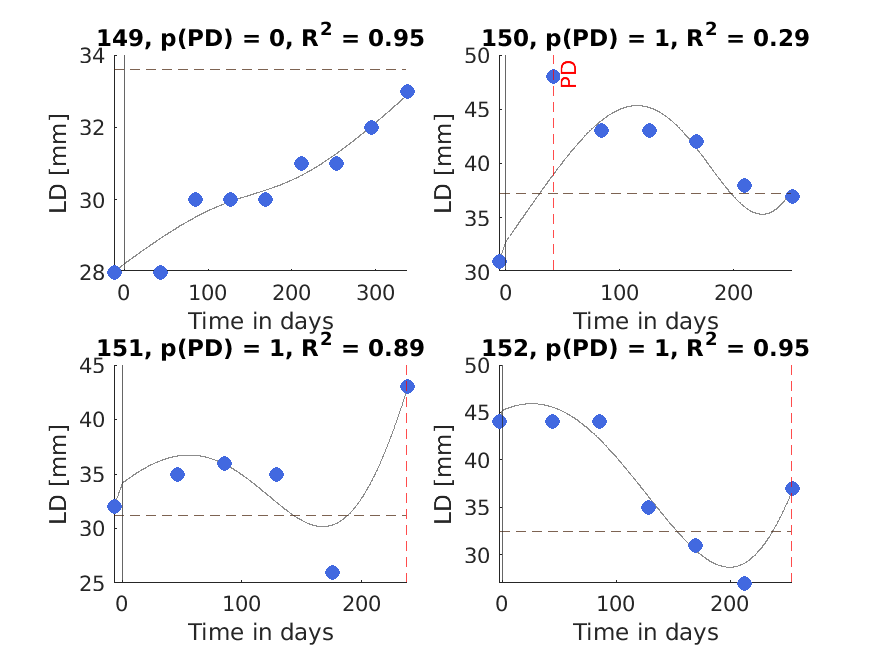 149, p(PD) = 0, R² = 0.95
34
32
30
28
LD [mm]
0 100 200 300
Time in days
150, p(PD) = 1, R² = 0.29
PD
50
45
40
35
30
LD [mm]
0 100 200
Time in days
151, p(PD) = 1, R² = 0.89
45
40
35
30
25
LD [mm]
0 100 200
Time in days
152, p(PD) = 1, R² = 0.95
50
45
40
35
30
LD [mm]
0 100 200
Time in days